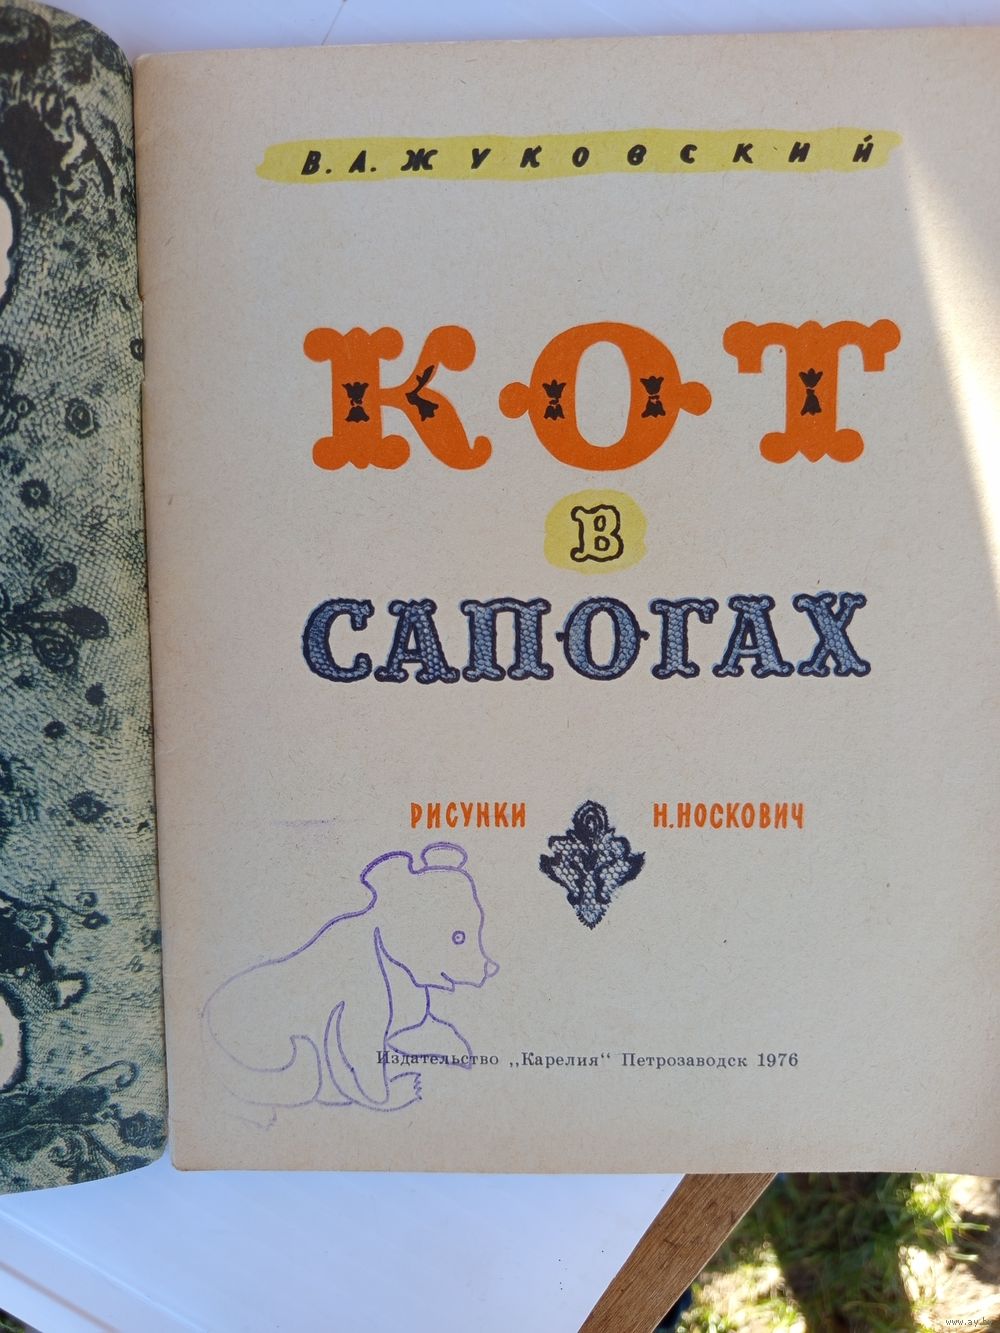 В. А. ЖУКОВСКИЙ
КОТ
В
САПОГАХ
РИСУНКИ Н. НОСКОВИЧ
Издательство „Карелия“ Петрозаводск 1976